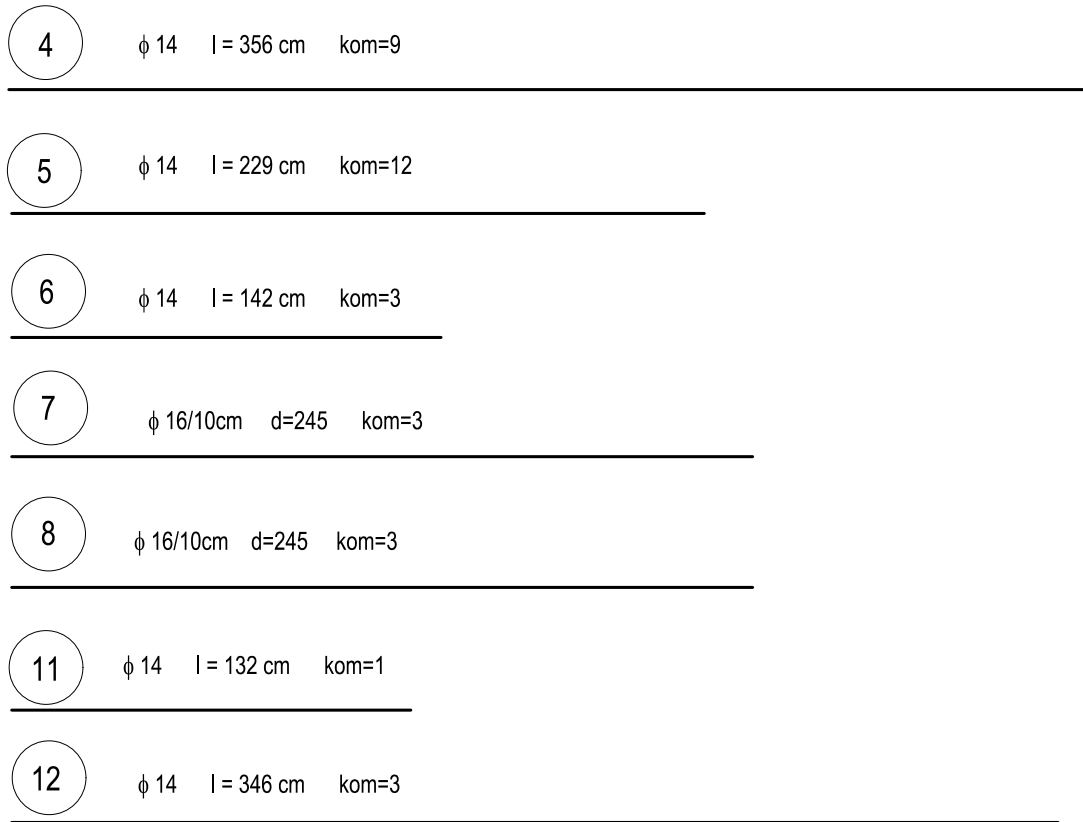 4 ϕ 14 l = 356 cm kom=9
5 ϕ 14 l = 229 cm kom=12
6 ϕ 14 l = 142 cm kom=3
7 ϕ 16/10cm d=245 kom=3
8 ϕ 16/10cm d=245 kom=3
11 ϕ 14 l = 132 cm kom=1
12 ϕ 14 l = 346 cm kom=3